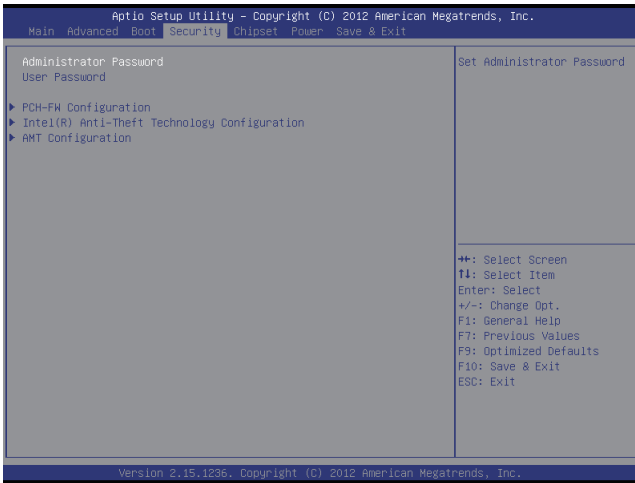 Aptio Setup Utility – Copyright (C) 2012 American Megatrends, Inc.
Main Advanced Boot Security Chipset Power Save & Exit
Administrator Password
User Password
▶ PCH-FW Configuration
▶ Intel(R) Anti-Theft Technology Configuration
▶ AMT Configuration
Set Administrator Password
→←: Select Screen
↑↓: Select Item
Enter: Select
+/-: Change Opt.
F1: General Help
F7: Previous Values
F9: Optimized Defaults
F10: Save & Exit
ESC: Exit
Version 2.15.1236. Copyright (C) 2012 American Megatrends, Inc.